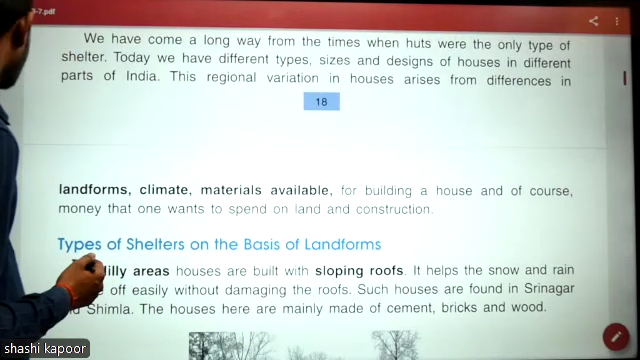 3-7.pdf
We have come a long way from the times when huts were the only type of
shelter. Today we have different types, sizes and designs of houses in different
parts of India. This regional variation in houses arises from differences in
18
landforms, climate, materials available, for building a house and of course,
money that one wants to spend on land and construction.
Types of Shelters on the Basis of Landforms
areas houses are built with sloping roofs. It helps the snow and rain
off easily without damaging the roofs. Such houses are found in Srinagar
Shimla. The houses here are mainly made of cement, bricks and wood.
shashi kapoor